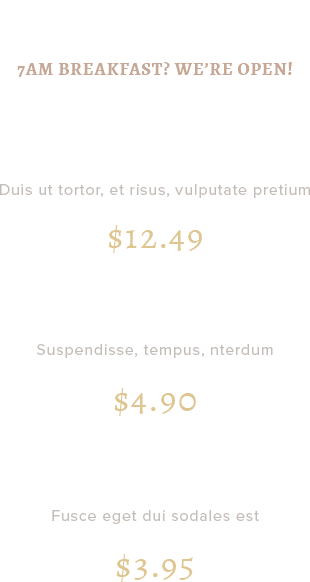 7AM BREAKFAST? WE'RE OPEN!
Duis ut tortor, et risus, vulputate pretium
$12.49
Suspendisse, tempus, nterdum
$4.90
Fusce eget dui sodales est
$3.95